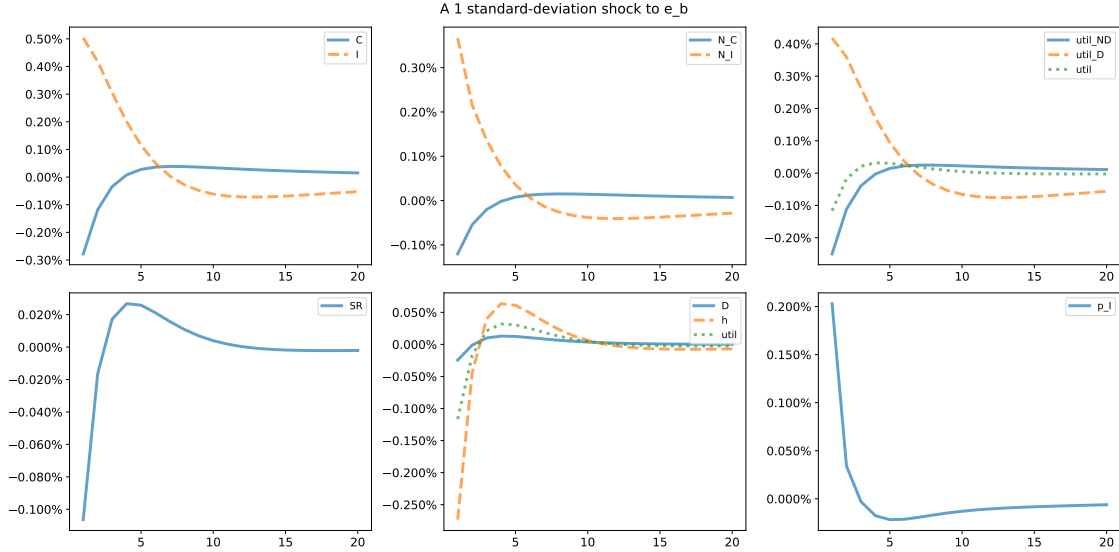 A 1 standard-deviation shock to e_b
0.50%
0.40%
0.30%
0.20%
0.10%
0.00%
−0.10%
−0.20%
−0.30%
C
I
5 10 15 20
0.30%
0.20%
0.10%
0.00%
−0.10%
N_C
N_I
5 10 15 20
0.40%
0.30%
0.20%
0.10%
0.00%
−0.10%
−0.20%
util_ND
util_D
util
5 10 15 20
0.020%
0.000%
−0.020%
−0.040%
−0.060%
−0.080%
−0.100%
SR
5 10 15 20
0.050%
0.000%
−0.050%
−0.100%
−0.150%
−0.200%
−0.250%
D
h
util
5 10 15 20
0.200%
0.150%
0.100%
0.050%
0.000%
p_I
5 10 15 20